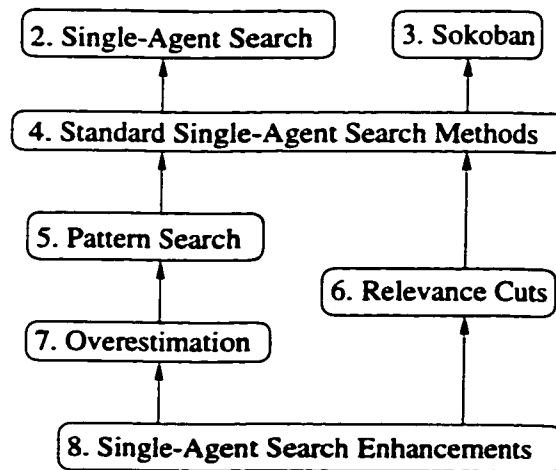 2. Single-Agent Search
3. Sokoban
4. Standard Single-Agent Search Methods
5. Pattern Search
6. Relevance Cuts
7. Overestimation
8. Single-Agent Search Enhancements